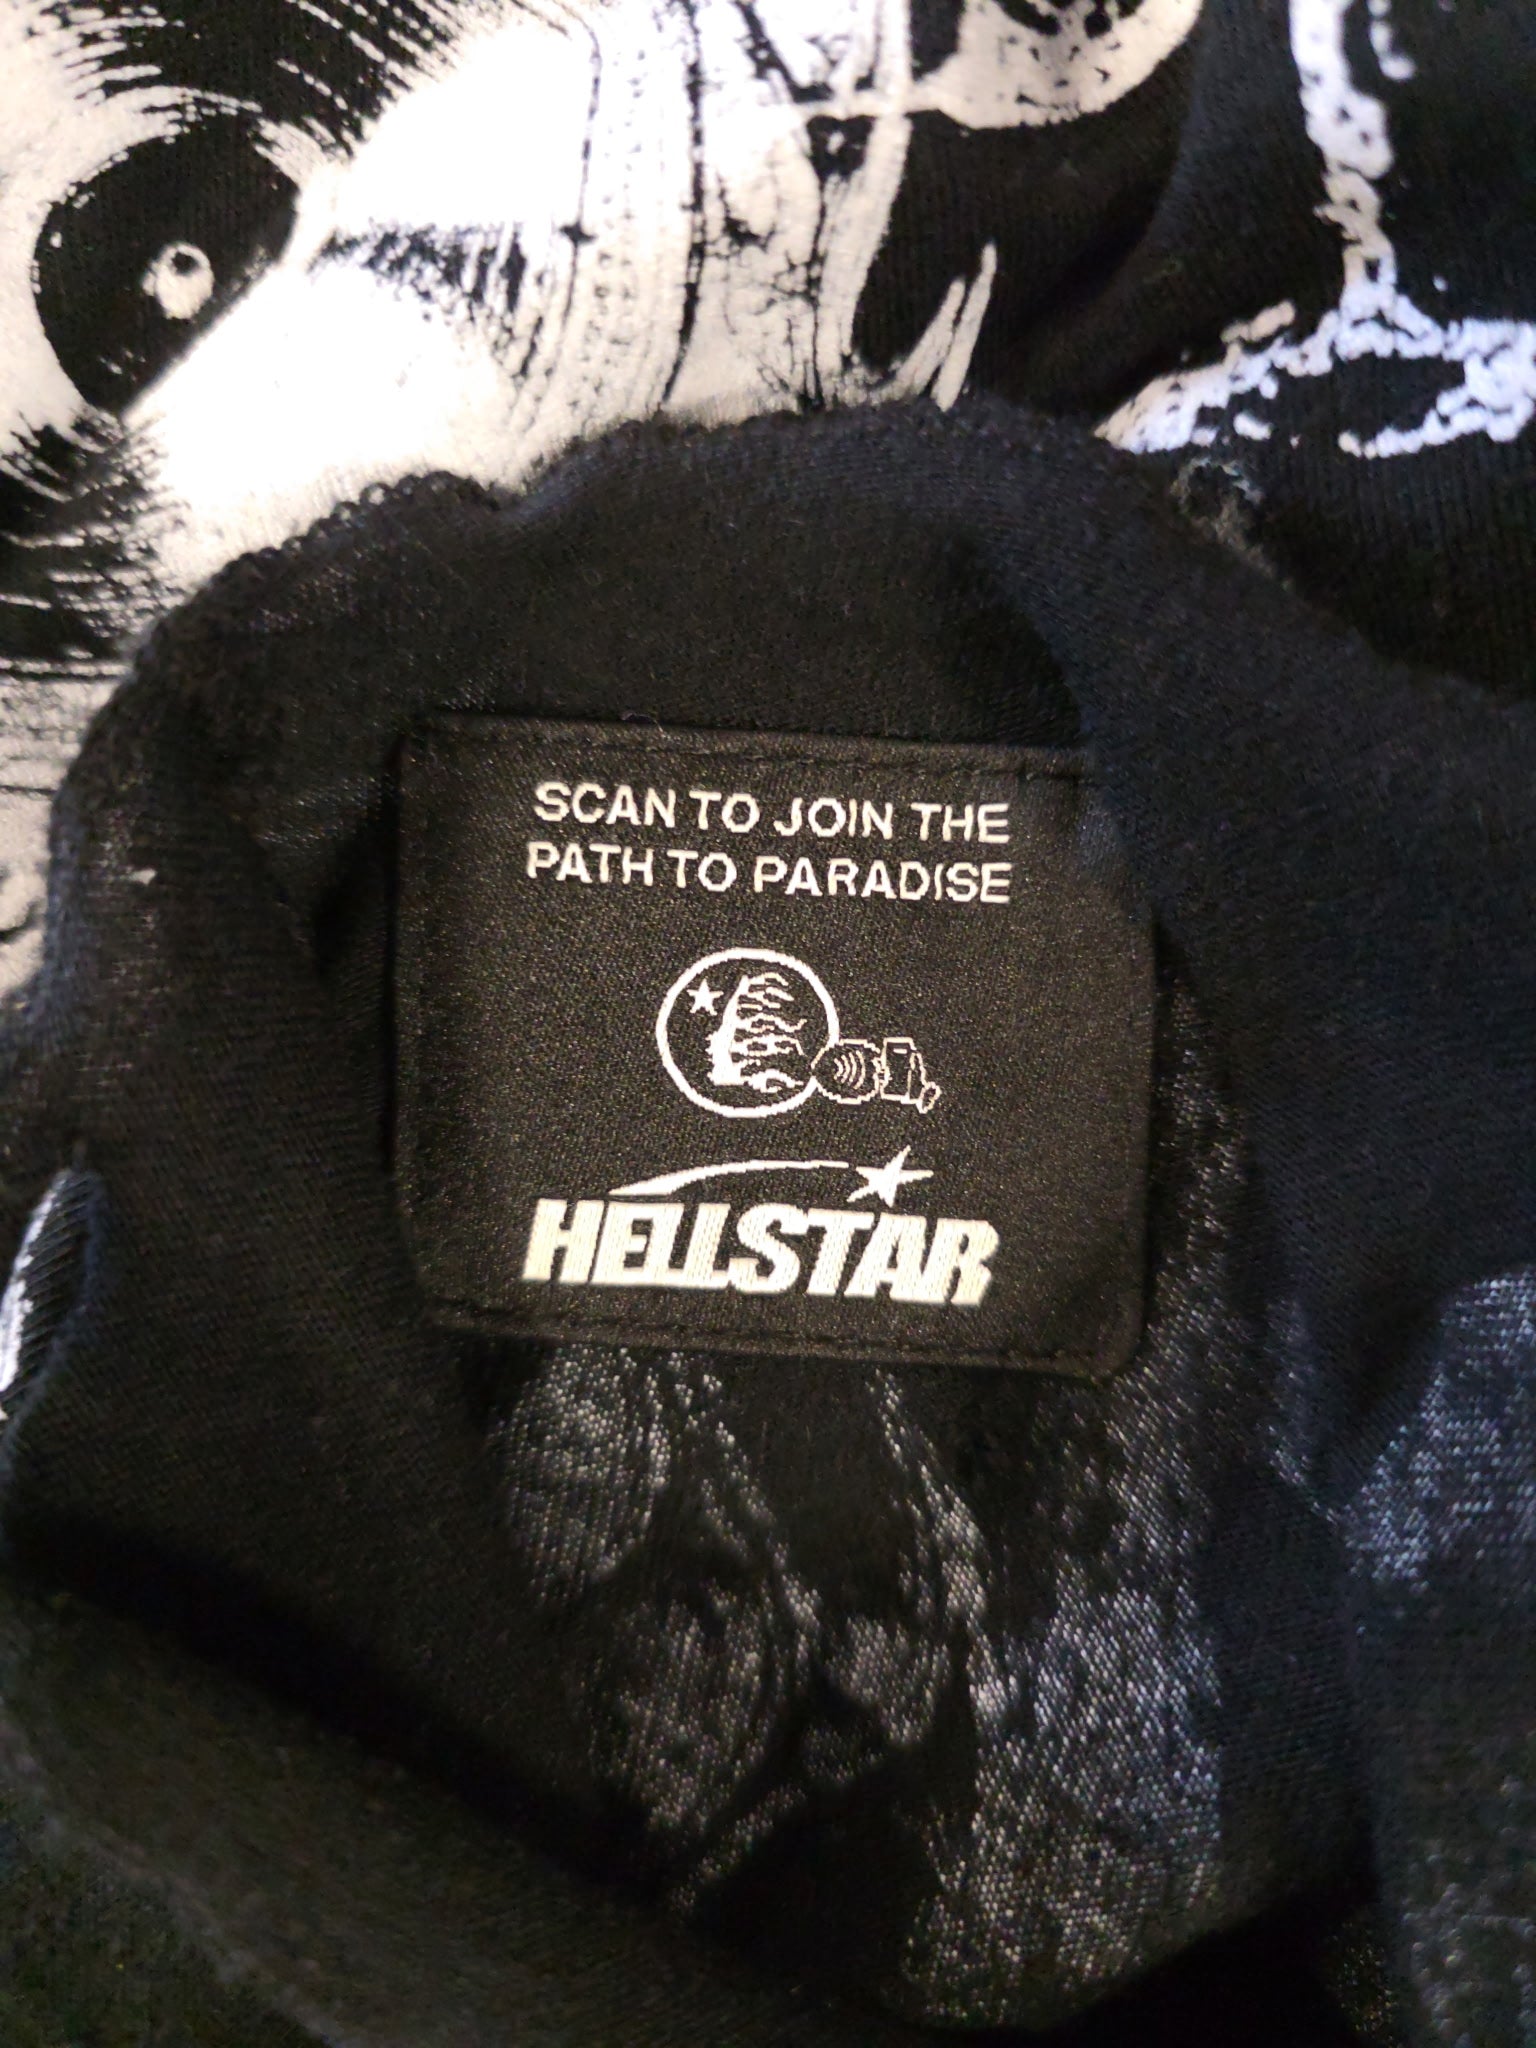 SCAN TO JOIN THE
PATH TO PARADISE
HELLSTAR